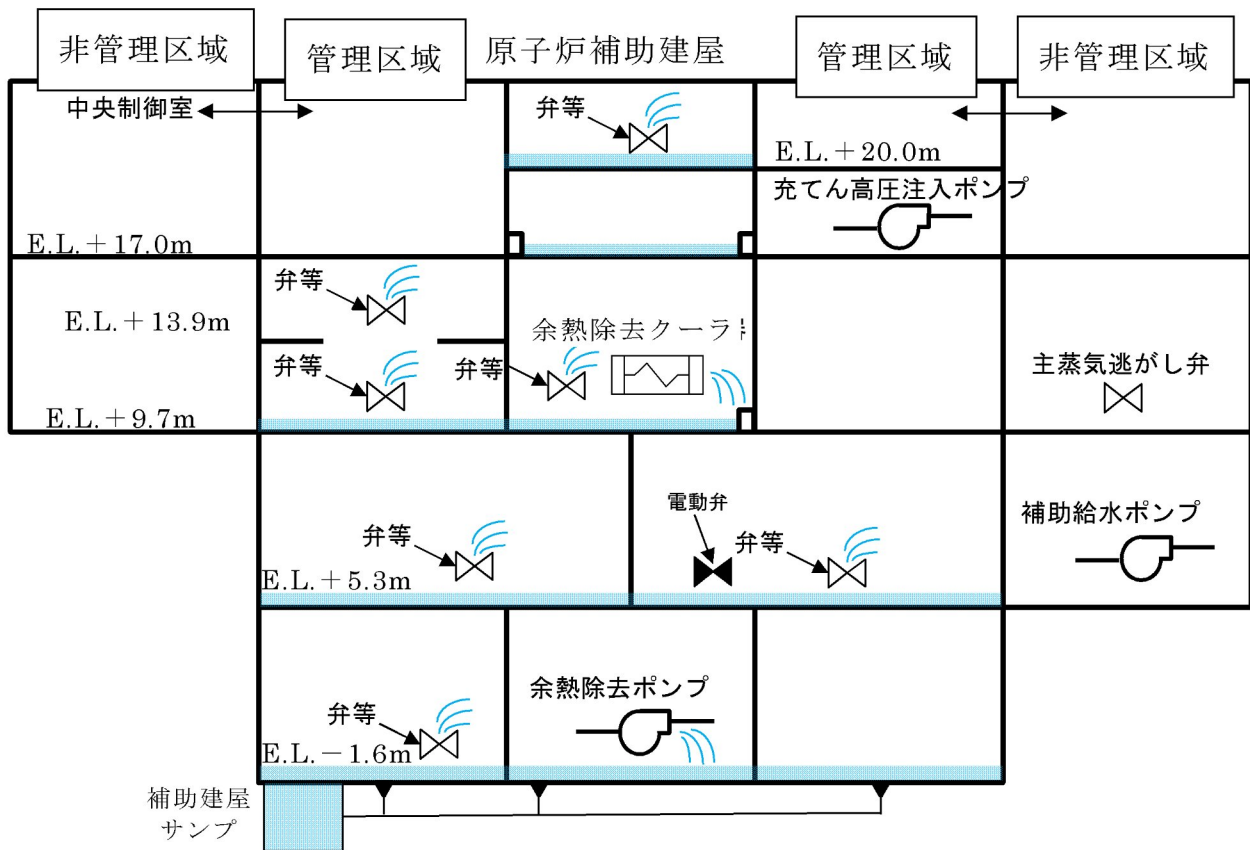 非管理区域
管理区域
原子炉補助建屋
管理区域
非管理区域
中央制御室
弁等
E.L.+20.0m
充てん高圧注入ポンプ
E.L.+17.0m
弁等
E.L.+13.9m
余熱除去クーラ
弁等
弁等
主蒸気逃がし弁
E.L.+9.7m
電動弁
弁等
弁等
補助給水ポンプ
E.L.+5.3m
余熱除去ポンプ
弁等
E.L.-1.6m
補助建屋
サンプ